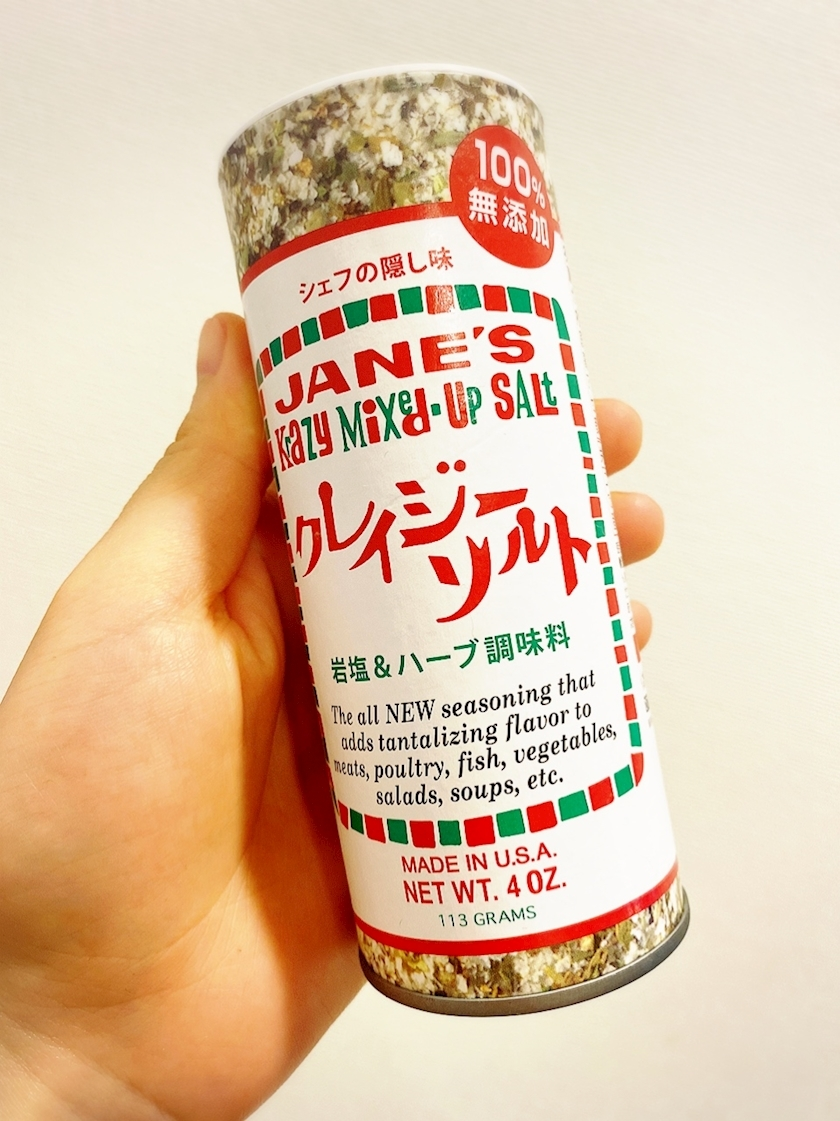 100%
無添加
シェフの隠し味
JANE'S
Krazy Mixed-Up SALt
クレイジー
ソルト
岩塩&ハーブ調味料
The all NEW seasoning that
adds tantalizing flavor to
meats, poultry, fish, vegetables,
salads, soups, etc.
MADE IN U.S.A.
NET WT. 4 OZ.
113 GRAMS